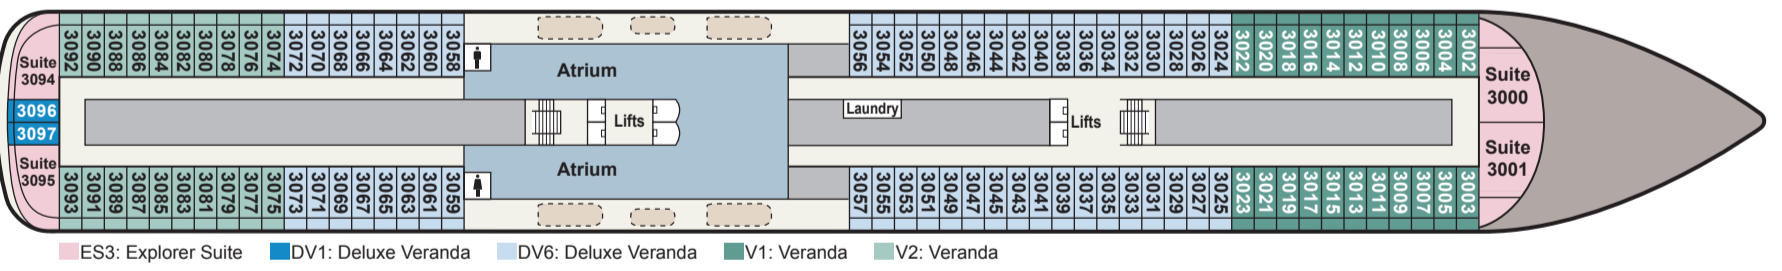 Suite
3094
3092 3090 3088 3086 3084 3082 3080 3078 3076 3074 3072 3070 3068 3066 3064 3062 3060 3058
3056 3054 3052 3050 3048 3046 3044 3042 3040 3038 3036 3034 3032 3030 3028 3026 3024 3022 3020 3018 3016 3014 3012 3010 3008 3006 3004 3002
Atrium
Suite
3000
3096
3097
Lifts
Laundry
Lifts
Suite
3095
Atrium
Suite
3001
3093 3091 3089 3087 3085 3083 3081 3079 3077 3075 3073 3071 3069 3067 3065 3063 3061 3059
3057 3055 3053 3051 3049 3047 3045 3043 3041 3039 3035 3033 3031 3029 3027 3025 3023 3021 3019 3017 3015 3013 3011 3009 3007 3005 3003
ES3: Explorer Suite
DV1: Deluxe Veranda
DV6: Deluxe Veranda
V1: Veranda
V2: Veranda